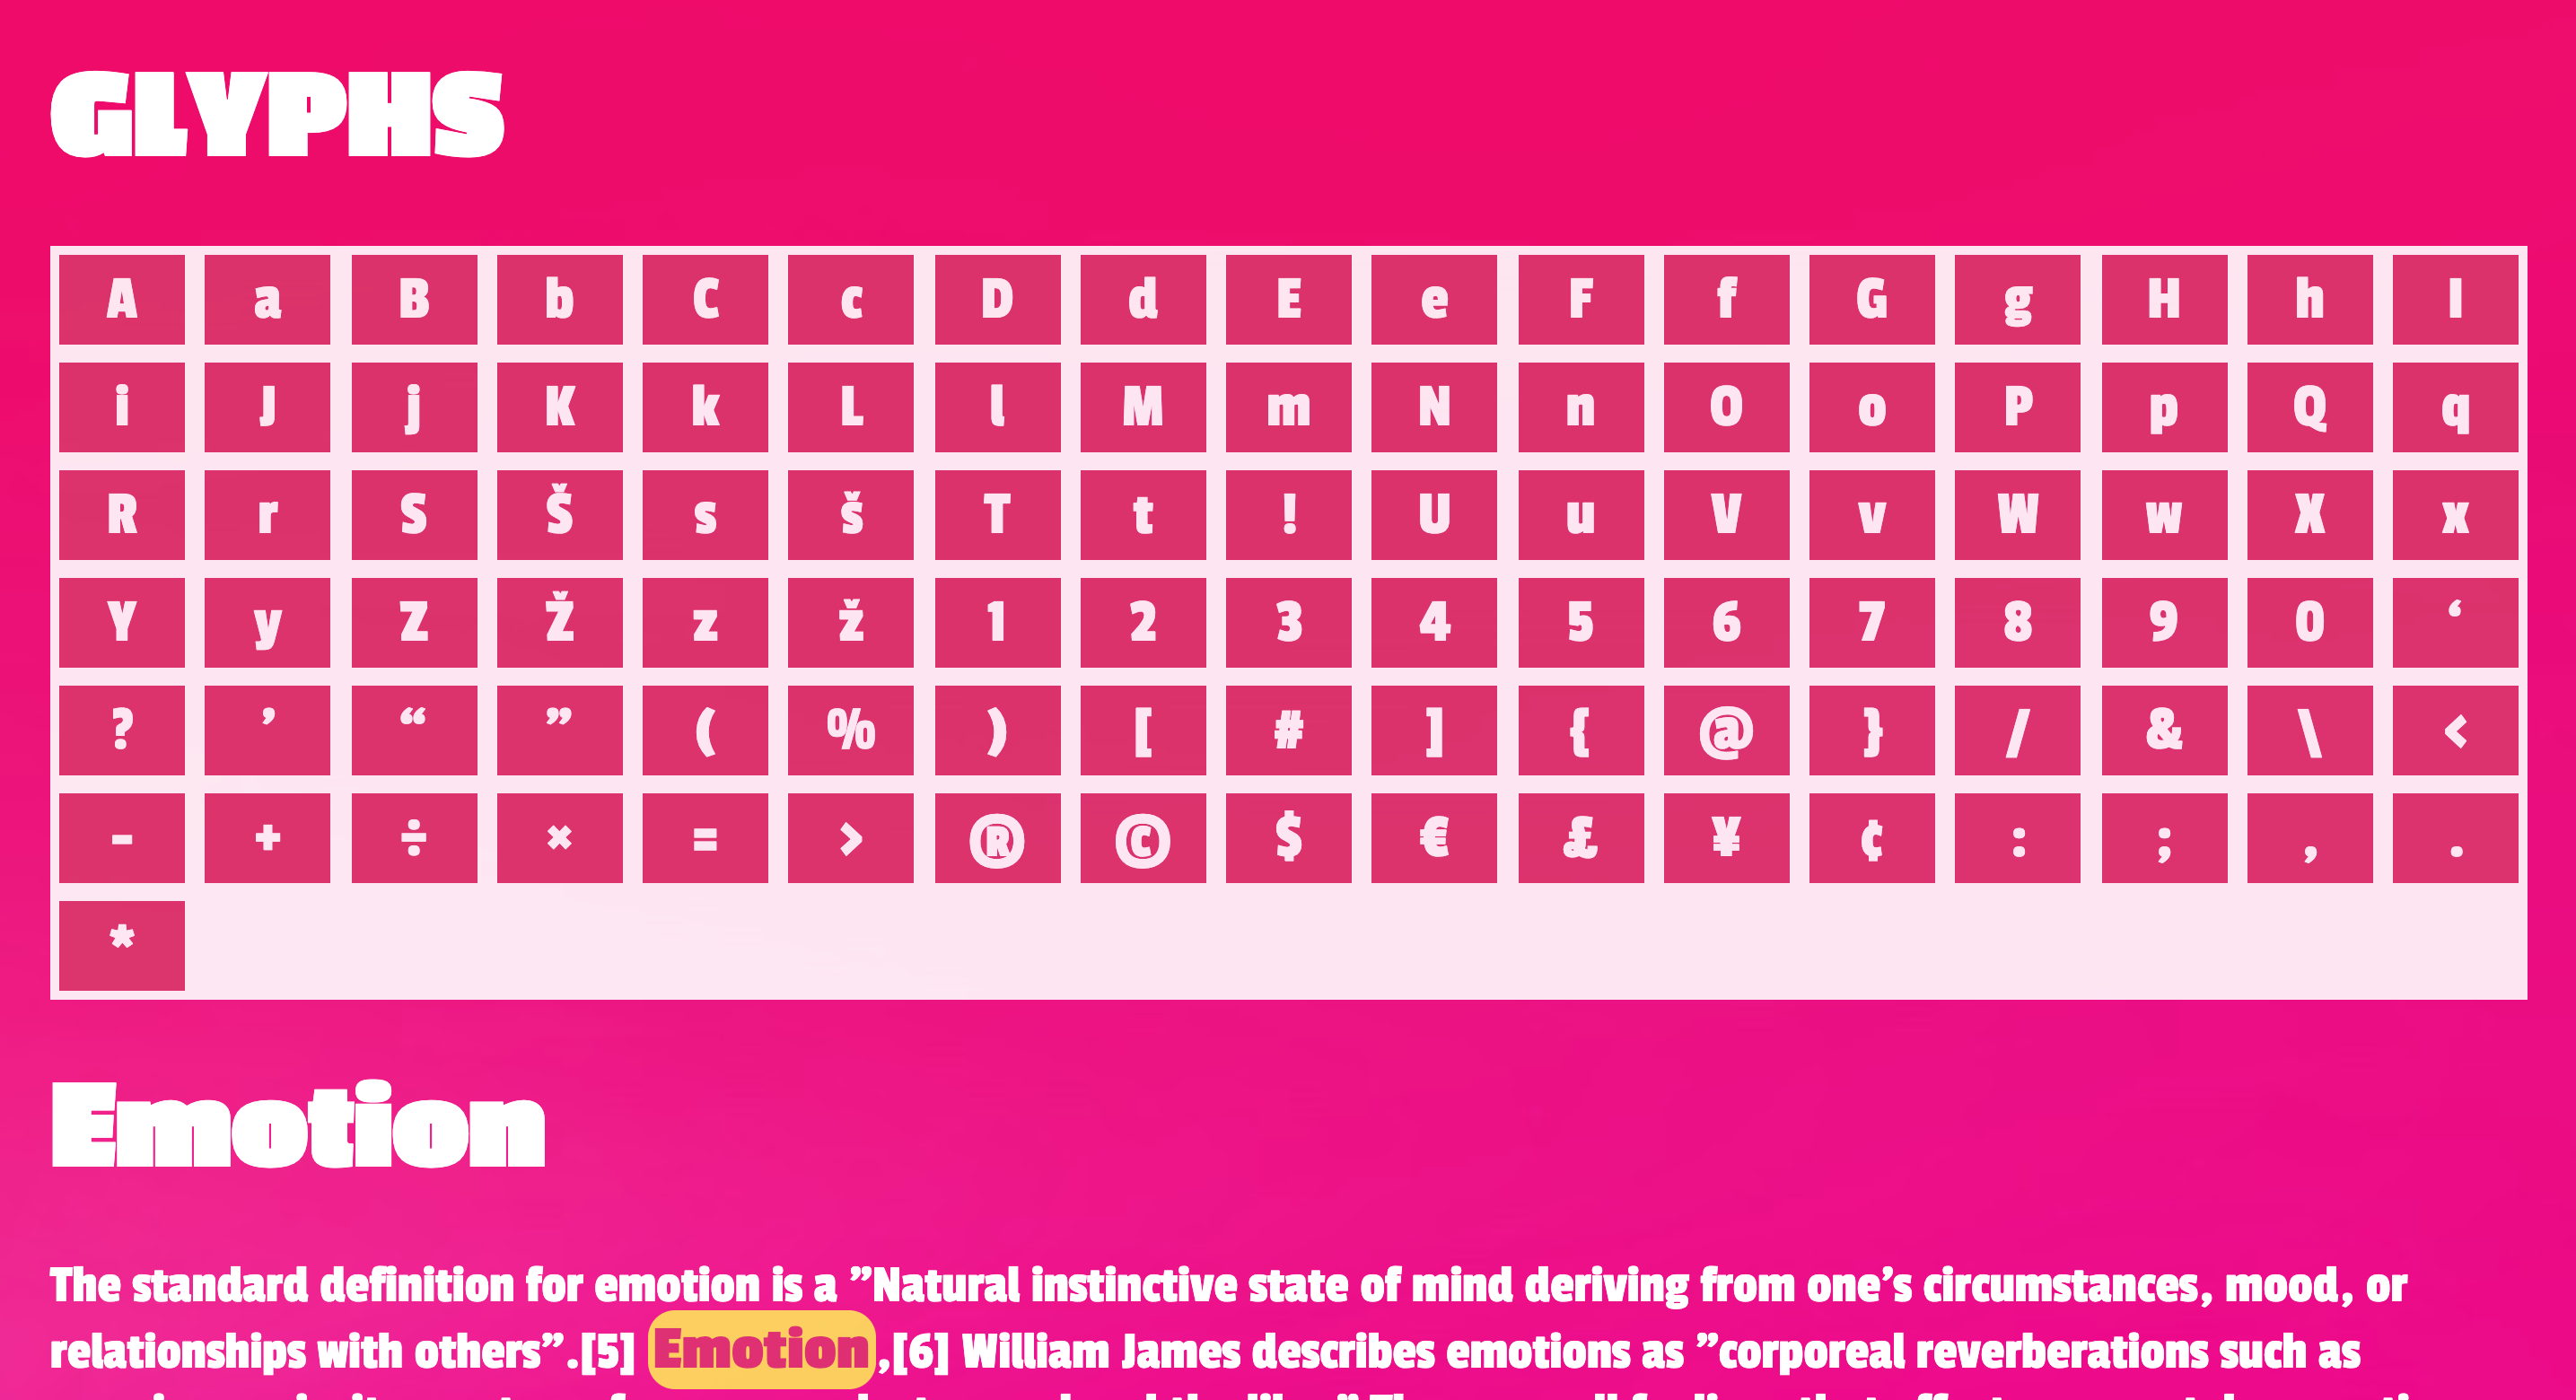 GLYPHS
A a B b C c D d E e F f G g H h I
i J j K k L l M m N n O o P p Q q
R r S Š s š T t ! U u V v W w X x
Y y Z Ž z ž 1 2 3 4 5 6 7 8 9 0 ‘
? ’ “ ” ( % ) [ # ] { @ } / & \ <
- + ÷ × = > ® © $ € £ ¥ ¢ : ; , .
*
Emotion
The standard definition for emotion is a ”Natural instinctive state of mind deriving from one’s circumstances, mood, or
relationships with others”.[5] Emotion,[6] William James describes emotions as ”corporeal reverberations such as